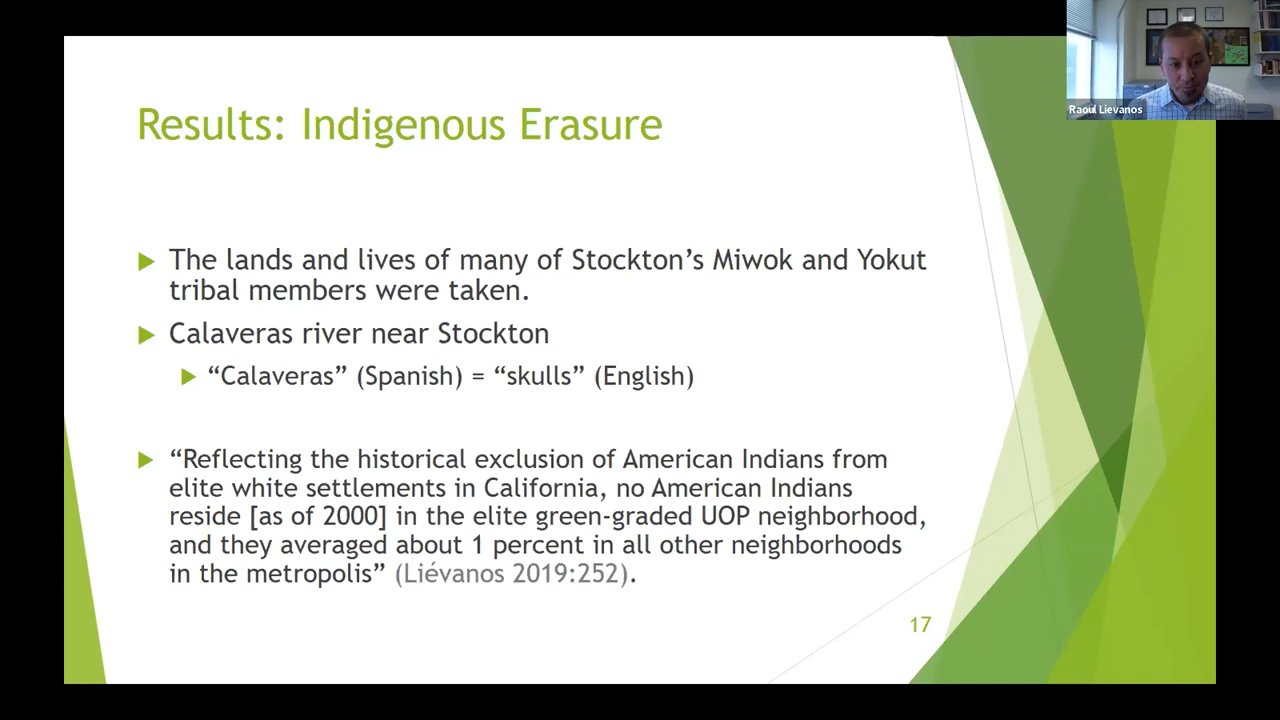 Raoul Lievanos
Results: Indigenous Erasure
The lands and lives of many of Stockton’s Miwok and Yokut
tribal members were taken.
Calaveras river near Stockton
“Calaveras” (Spanish) = “skulls” (English)
“Reflecting the historical exclusion of American Indians from
elite white settlements in California, no American Indians
reside [as of 2000] in the elite green-graded UOP neighborhood,
and they averaged about 1 percent in all other neighborhoods
in the metropolis” (Liévanos 2019:252).
17